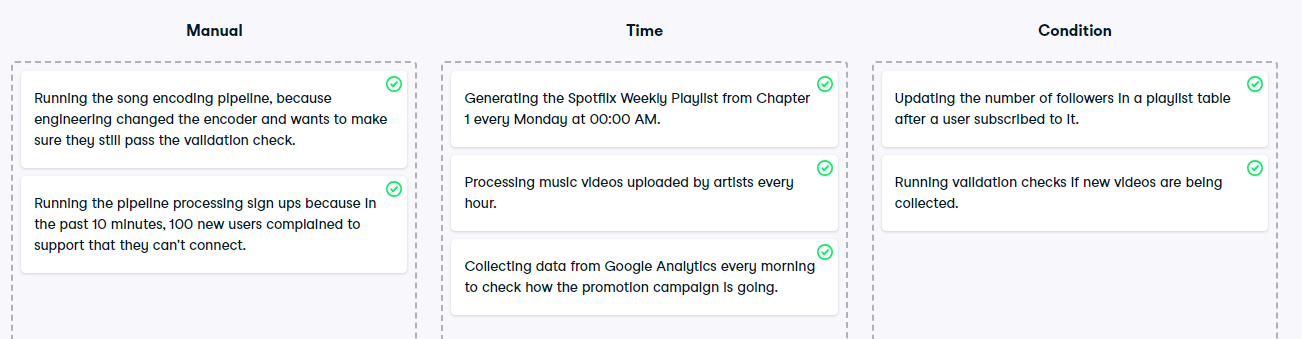 Manual
Running the song encoding pipeline, because
engineering changed the encoder and wants to make
sure they still pass the validation check.
Running the pipeline processing sign ups because in
the past 10 minutes, 100 new users complained to
support that they can't connect.
Time
Generating the Spotflix Weekly Playlist from Chapter
1 every Monday at 00:00 AM.
Processing music videos uploaded by artists every
hour.
Collecting data from Google Analytics every morning
to check how the promotion campaign is going.
Condition
Updating the number of followers in a playlist table
after a user subscribed to it.
Running validation checks if new videos are being
collected.